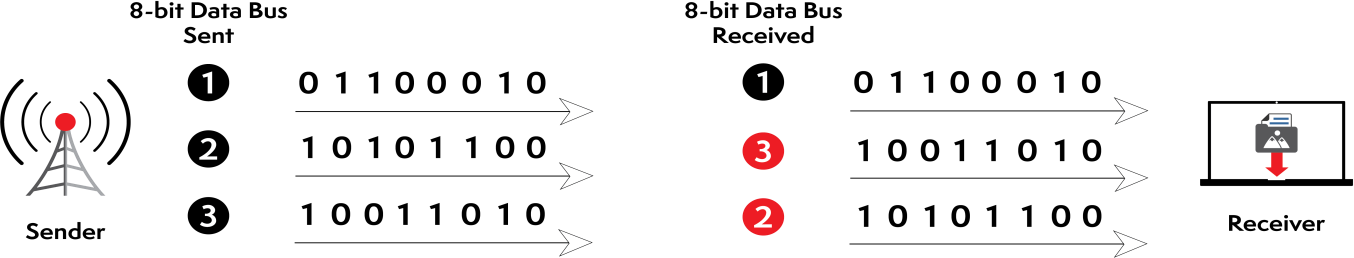 8-bit Data Bus
Sent
8-bit Data Bus
Received
1 0 1 1 0 0 0 1 0
1 0 1 1 0 0 0 1 0
2 1 0 1 0 1 1 0 0
3 1 0 0 1 1 0 1 0
3 1 0 0 1 1 0 1 0
2 1 0 1 0 1 1 0 0
Sender
Receiver